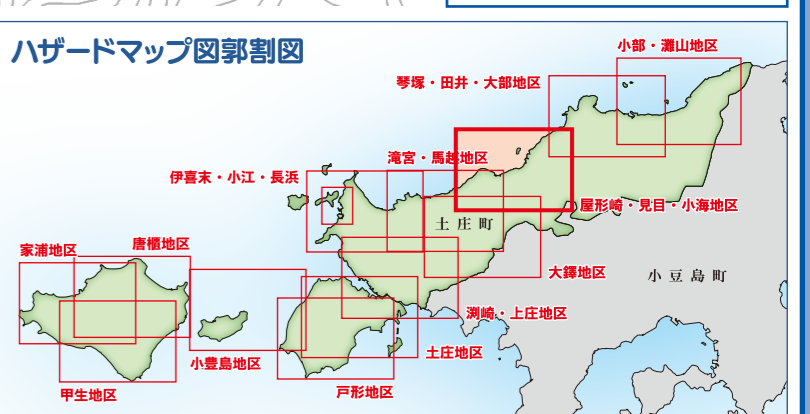 ハザードマップ図郭割図
小部・灘山地区
琴塚・田井・大部地区
滝宮・馬越地区
伊喜末・小江・長浜
屋形崎・見目・小海地区
土庄町
家浦地区
唐櫃地区
大鐸地区
小豆島町
渕崎・上庄地区
土庄地区
小豊島地区
戸形地区
甲生地区